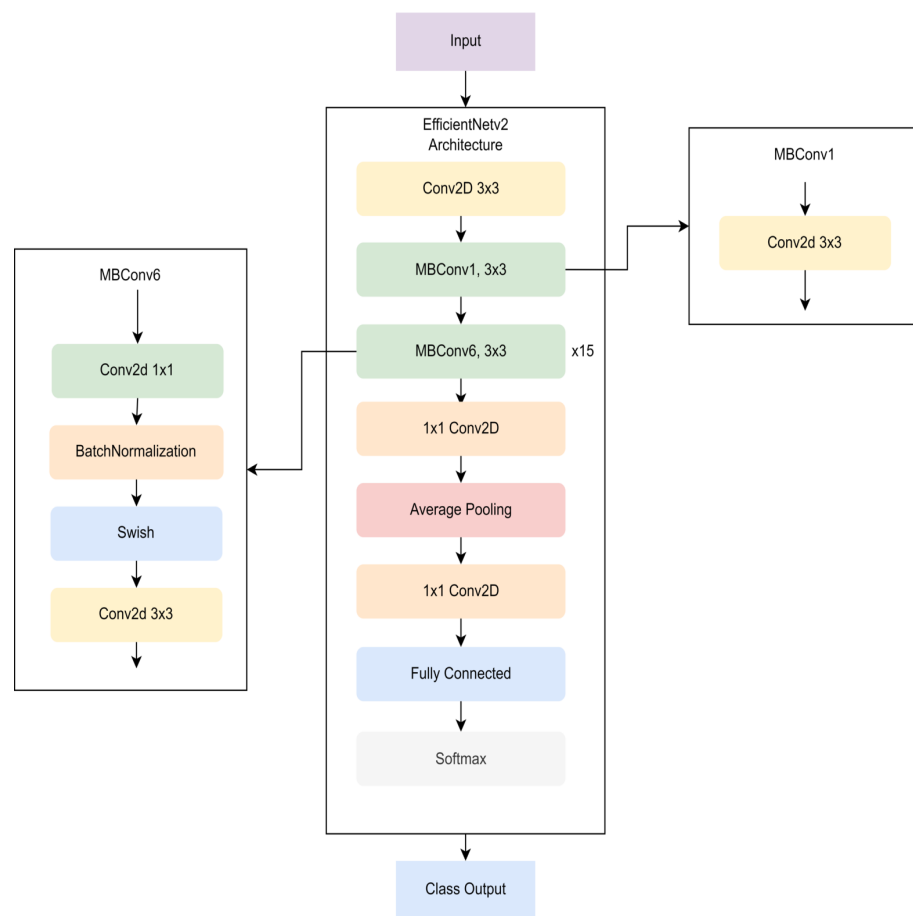 Input
EfficientNetv2
Architecture
Conv2D 3x3
MBConv1, 3x3
MBConv6, 3x3
x15
1x1 Conv2D
Average Pooling
1x1 Conv2D
Fully Connected
Softmax
Class Output
MBConv6
Conv2d 1x1
BatchNormalization
Swish
Conv2d 3x3
MBConv1
Conv2d 3x3